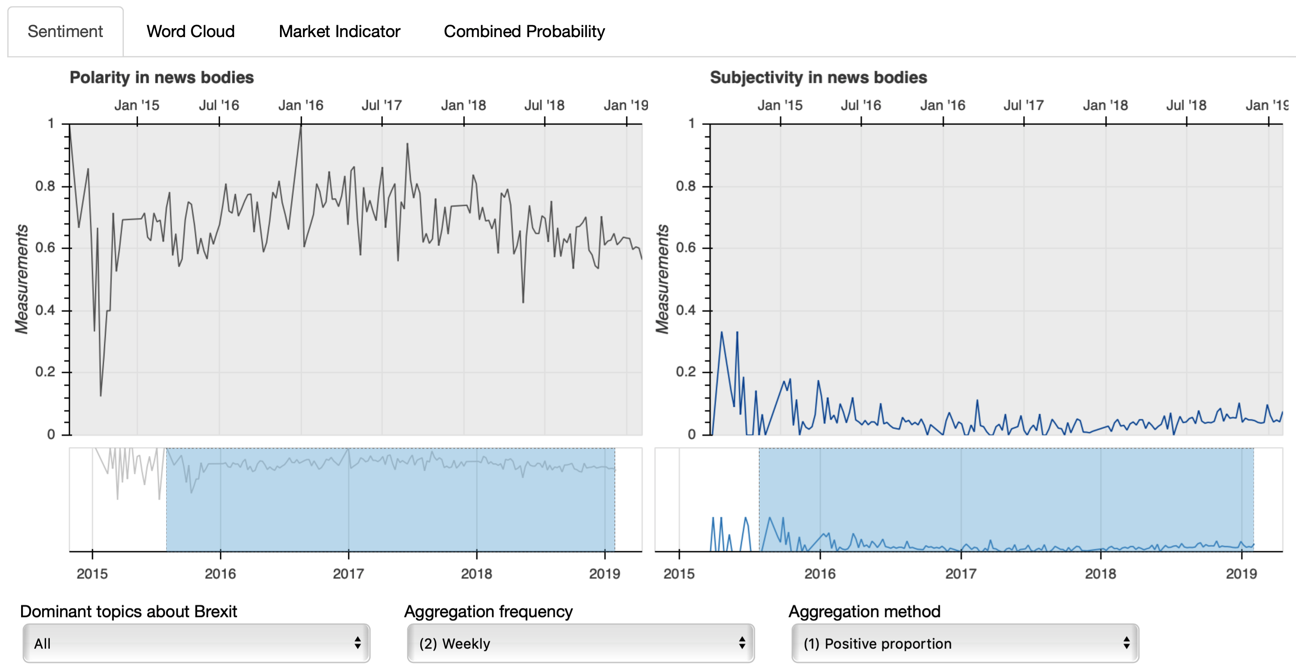 Sentiment Word Cloud Market Indicator Combined Probability
Polarity in news bodies
Jan '15 Jul '16 Jan '16 Jul '17 Jan '18 Jul '18 Jan '19
1
0.8
0.6
0.4
0.2
0
Measurements
2015 2016 2017 2018 2019
Subjectivity in news bodies
Jan '15 Jul '16 Jan '16 Jul '17 Jan '18 Jul '18 Jan '19
1
0.8
0.6
0.4
0.2
0
Measurements
2015 2016 2017 2018 2019
Dominant topics about Brexit
All
Aggregation frequency
(2) Weekly
Aggregation method
(1) Positive proportion